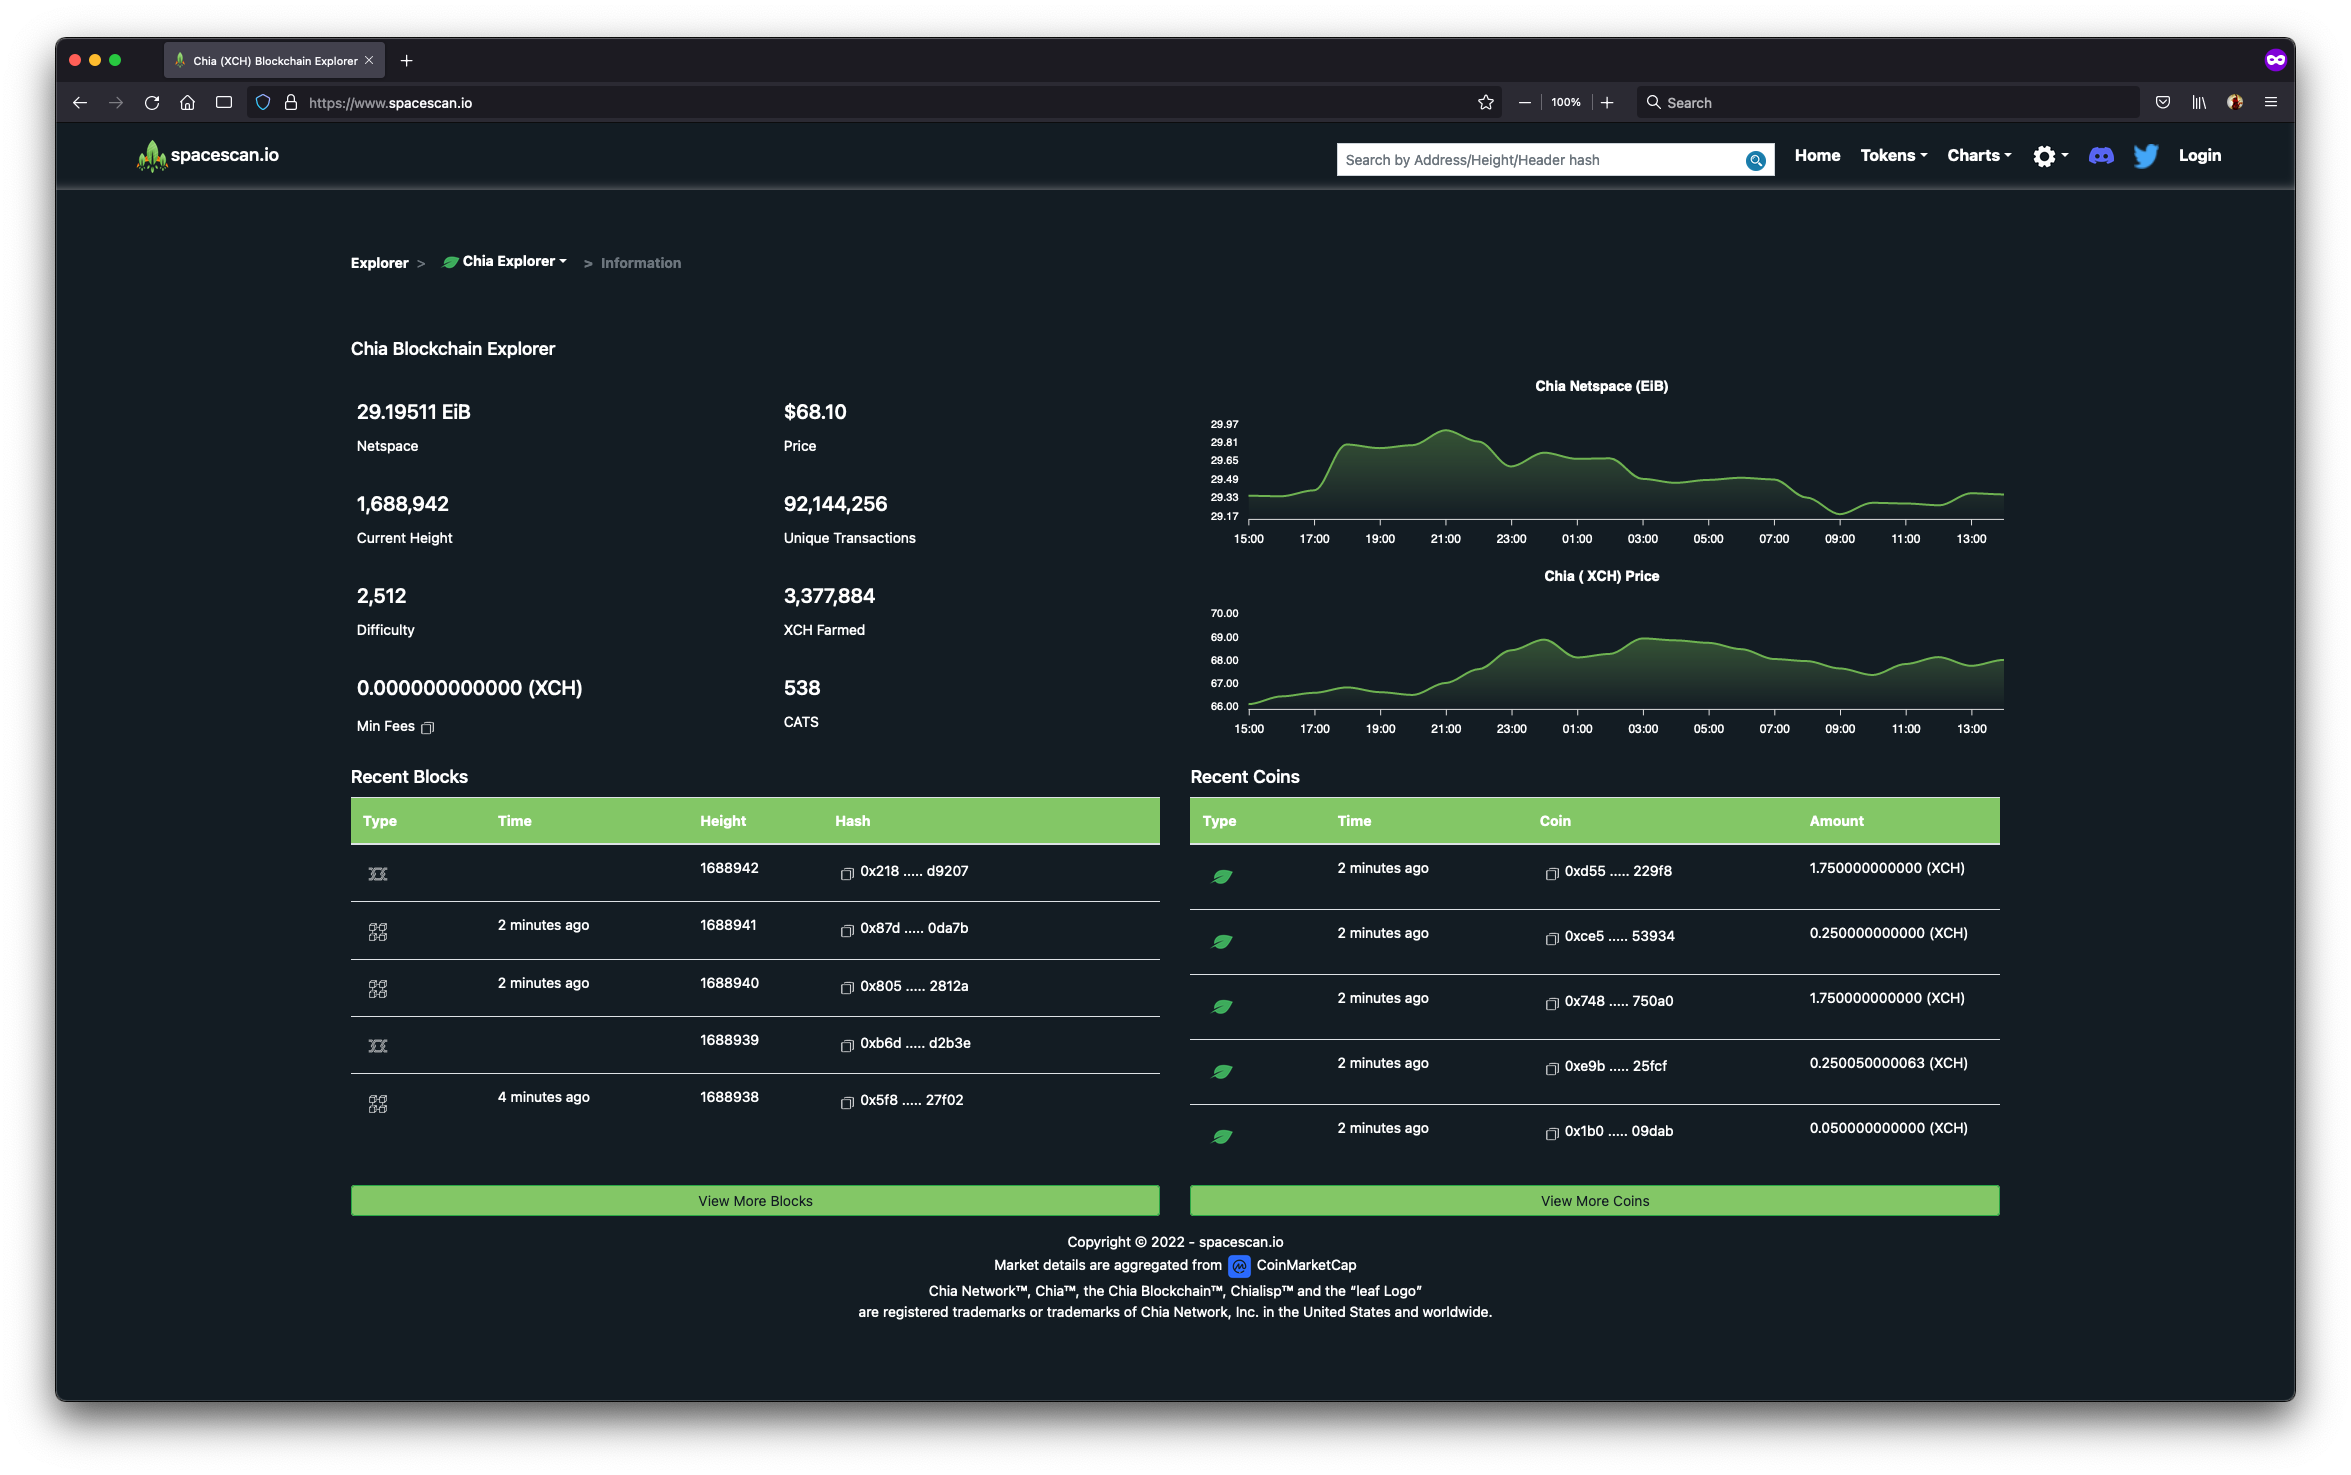 Chia (XCH) Blockchain Explorer
https://www.spacescan.io
100%
Search
spacescan.io
Search by Address/Height/Header hash
Home
Tokens
Charts
Login
Explorer > Chia Explorer > Information
Chia Blockchain Explorer
29.19511 EiB
Netspace
$68.10
Price
1,688,942
Current Height
92,144,256
Unique Transactions
2,512
Difficulty
3,377,884
XCH Farmed
0.000000000000 (XCH)
Min Fees
538
CATS
Chia Netspace (EiB)
29.97
29.81
29.65
29.49
29.33
29.17
15:00 17:00 19:00 21:00 23:00 01:00 03:00 05:00 07:00 09:00 11:00 13:00
Chia ( XCH) Price
70.00
69.00
68.00
67.00
66.00
15:00 17:00 19:00 21:00 23:00 01:00 03:00 05:00 07:00 09:00 11:00 13:00
Recent Blocks
Type Time Height Hash
1688942 0x218 ..... d9207
2 minutes ago 1688941 0x87d ..... 0da7b
2 minutes ago 1688940 0x805 ..... 2812a
1688939 0xb6d ..... d2b3e
4 minutes ago 1688938 0x5f8 ..... 27f02
View More Blocks
Recent Coins
Type Time Coin Amount
2 minutes ago 0xd55 ..... 229f8 1.750000000000 (XCH)
2 minutes ago 0xce5 ..... 53934 0.250000000000 (XCH)
2 minutes ago 0x748 ..... 750a0 1.750000000000 (XCH)
2 minutes ago 0xe9b ..... 25fcf 0.250050000063 (XCH)
2 minutes ago 0x1b0 ..... 09dab 0.050000000000 (XCH)
View More Coins
Copyright © 2022 - spacescan.io
Market details are aggregated from CoinMarketCap
Chia Network™, Chia™, the Chia Blockchain™, Chialisp™ and the “leaf Logo”
are registered trademarks or trademarks of Chia Network, Inc. in the United States and worldwide.